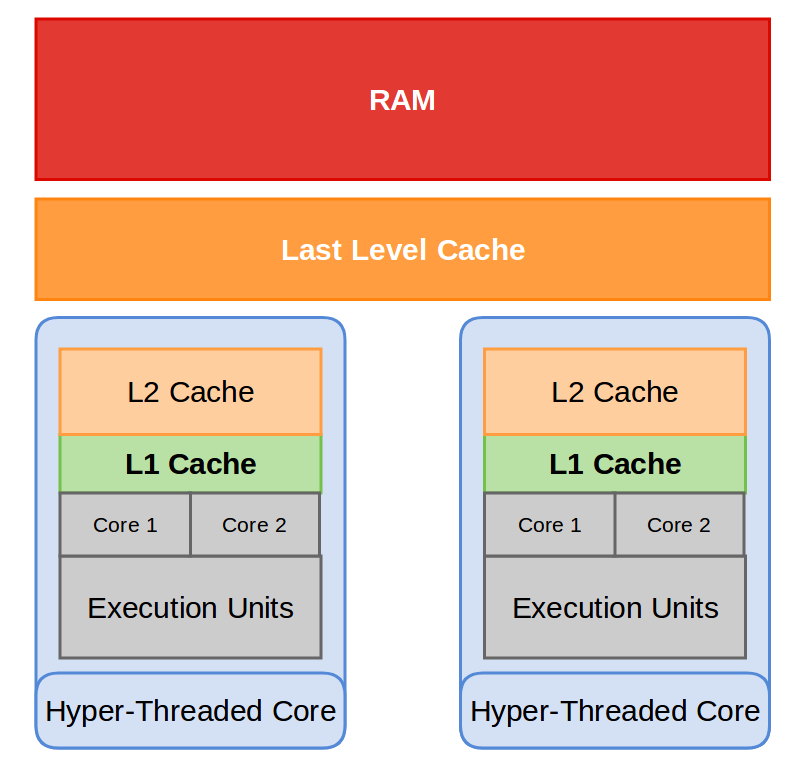 RAM
Last Level Cache
L2 Cache
L1 Cache
Core 1
Core 2
Execution Units
Hyper-Threaded Core
L2 Cache
L1 Cache
Core 1
Core 2
Execution Units
Hyper-Threaded Core